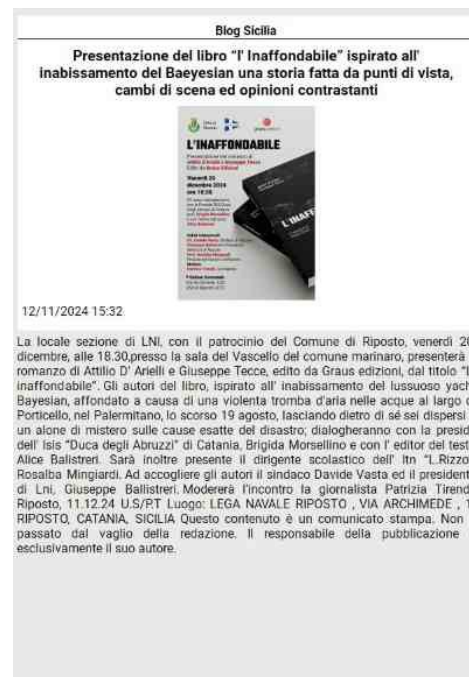 Blog Sicilia
Presentazione del libro “l' Inaffondabile” ispirato all'
inabissamento del Baeyesian una storia fatta da punti di vista,
cambi di scena ed opinioni contrastanti
L'INAFFONDABILE
Venerdì 20
dicembre 2024
ore 18:30
12/11/2024 15:32
La locale sezione di LNI, con il patrocinio del Comune di Riposto, venerdì 20
dicembre, alle 18.30,presso la sala del Vascello del comune marinaro, presenterà
romanzo di Attilio D' Arielli e Giuseppe Tecce, edito da Graus edizioni, dal titolo
inaffondabile”. Gli autori del libro, ispirato all' inabissamento del lussuoso
Bayesian, affondato a causa di una violenta tromba d'aria nelle acque al largo
Porticello, nel Palermitano, lo scorso 19 agosto, lasciando dietro di sé sei dispersi
un alone di mistero sulle cause esatte del disastro; dialogheranno con la
dell' Isis “Duca degli Abruzzi” di Catania, Brigida Morsellino e con l' editor del
Alice Balistreri. Sarà inoltre presente il dirigente scolastico dell' Itn
Rosalba Mingiardi. Ad accogliere gli autori il sindaco Davide Vasta ed il
di Lni, Giuseppe Ballistreri. Modererà l'incontro la giornalista Patrizia
Riposto, 11.12.24 U.S/P.T Luogo: LEGA NAVALE RIPOSTO , VIA ARCHIMEDE ,
RIPOSTO, CATANIA, SICILIA Questo contenuto è un comunicato stampa. Non
passato dal vaglio della redazione. Il responsabile della pubblicazione
esclusivamente il suo autore.